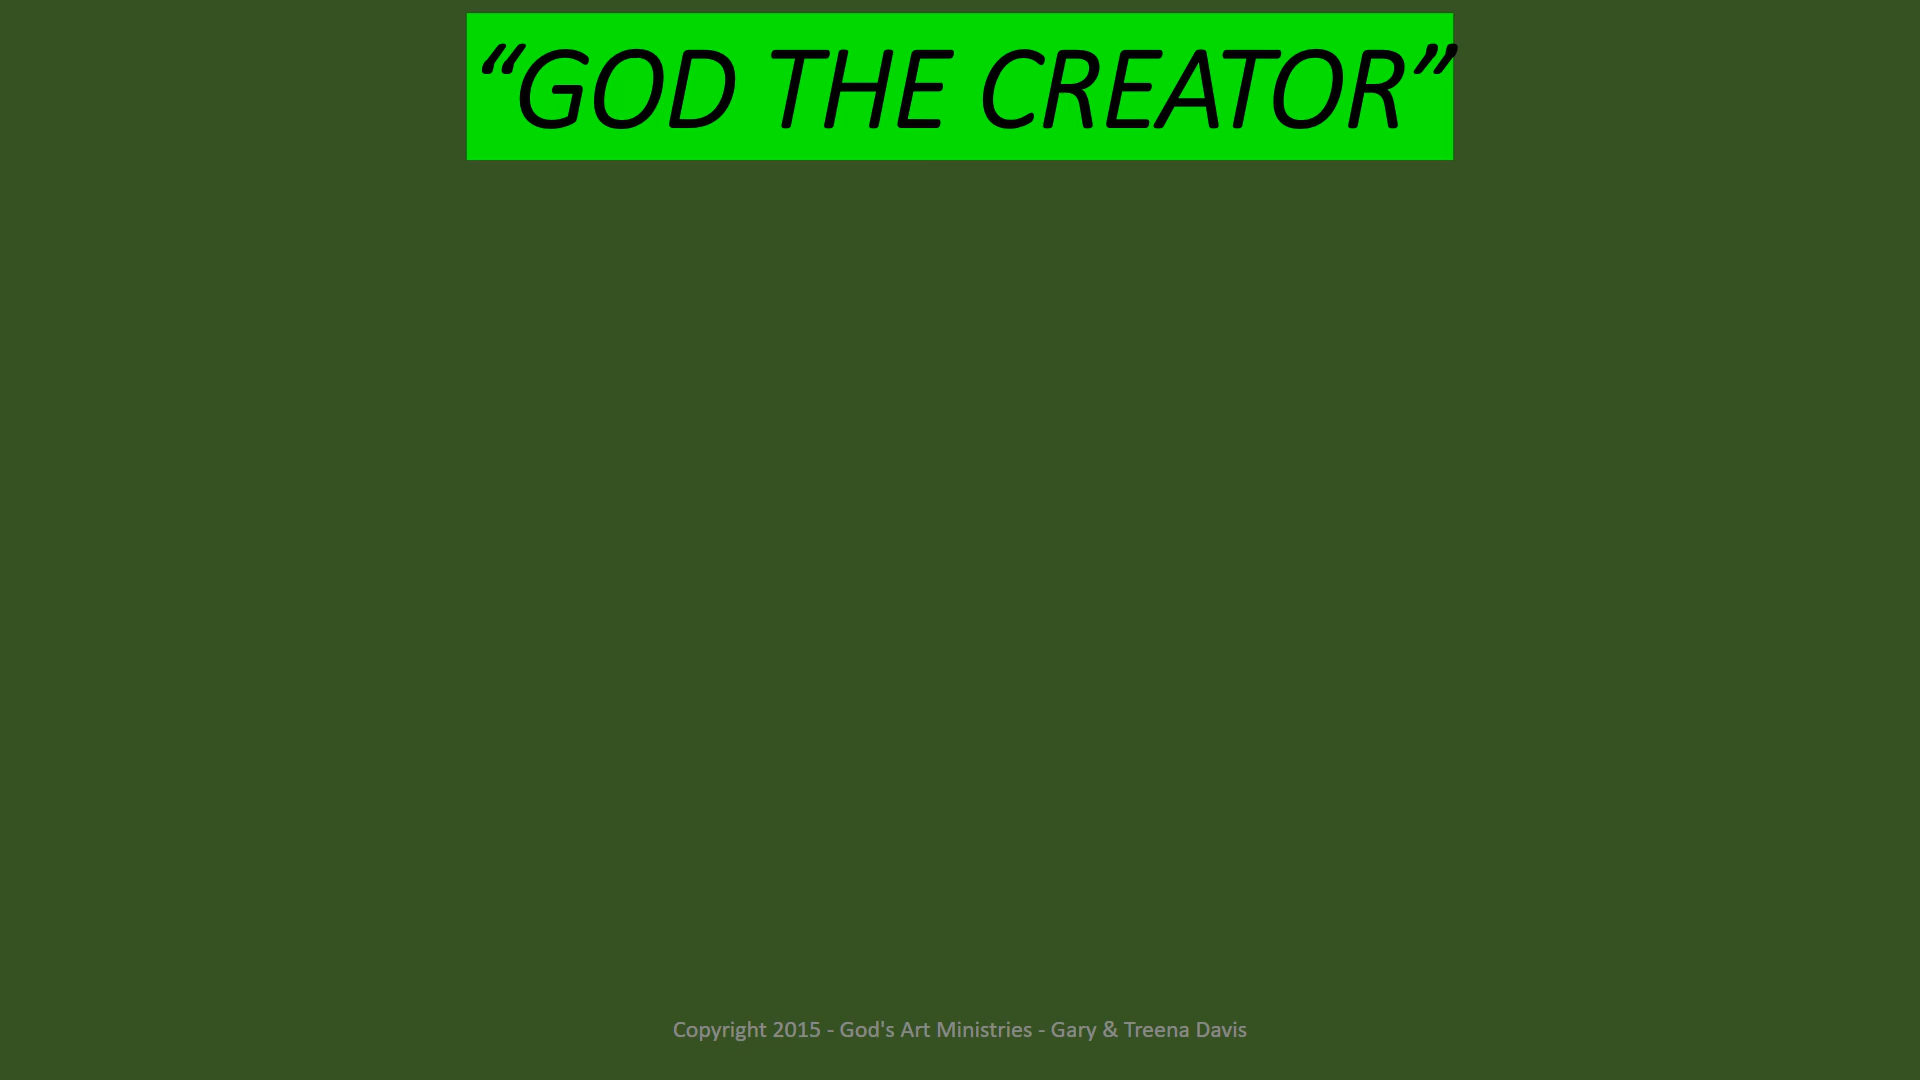 “GOD THE CREATOR”
Copyright 2015 - God's Art Ministries - Gary & Treena Davis